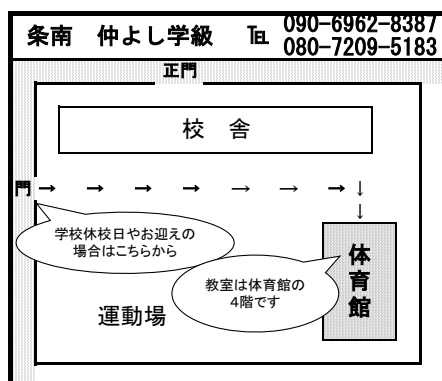 条南 仲よし学級 ℡ 090-6962-8387
080-7209-5183
正門
校 舎
門 → → → → → → → ↓
↓
学校休校日やお迎えの
場合はこちらから
体育館
教室は体育館の
4階です
運動場